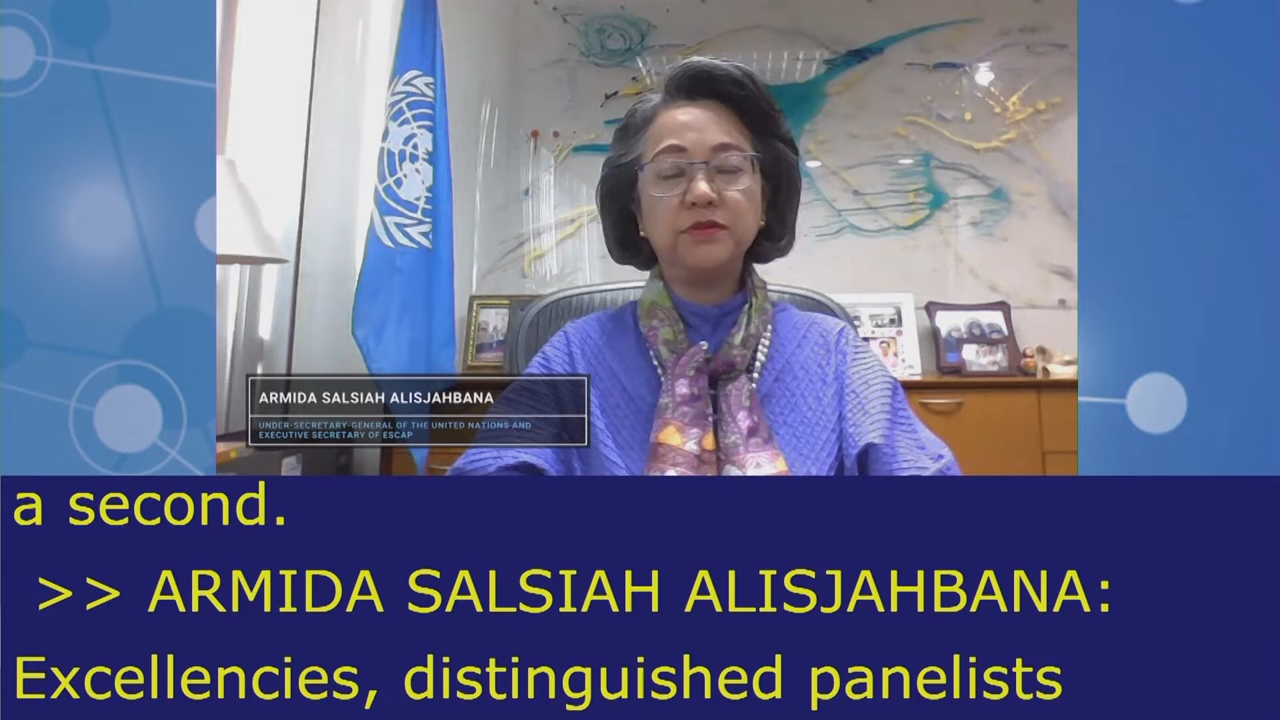 ARMIDA SALSIAH ALISJAHBANA
UNDER-SECRETARY-GENERAL OF THE UNITED NATIONS AND
EXECUTIVE SECRETARY OF ESCAP
a second.
>> ARMIDA SALSIAH ALISJAHBANA:
Excellencies, distinguished panelists